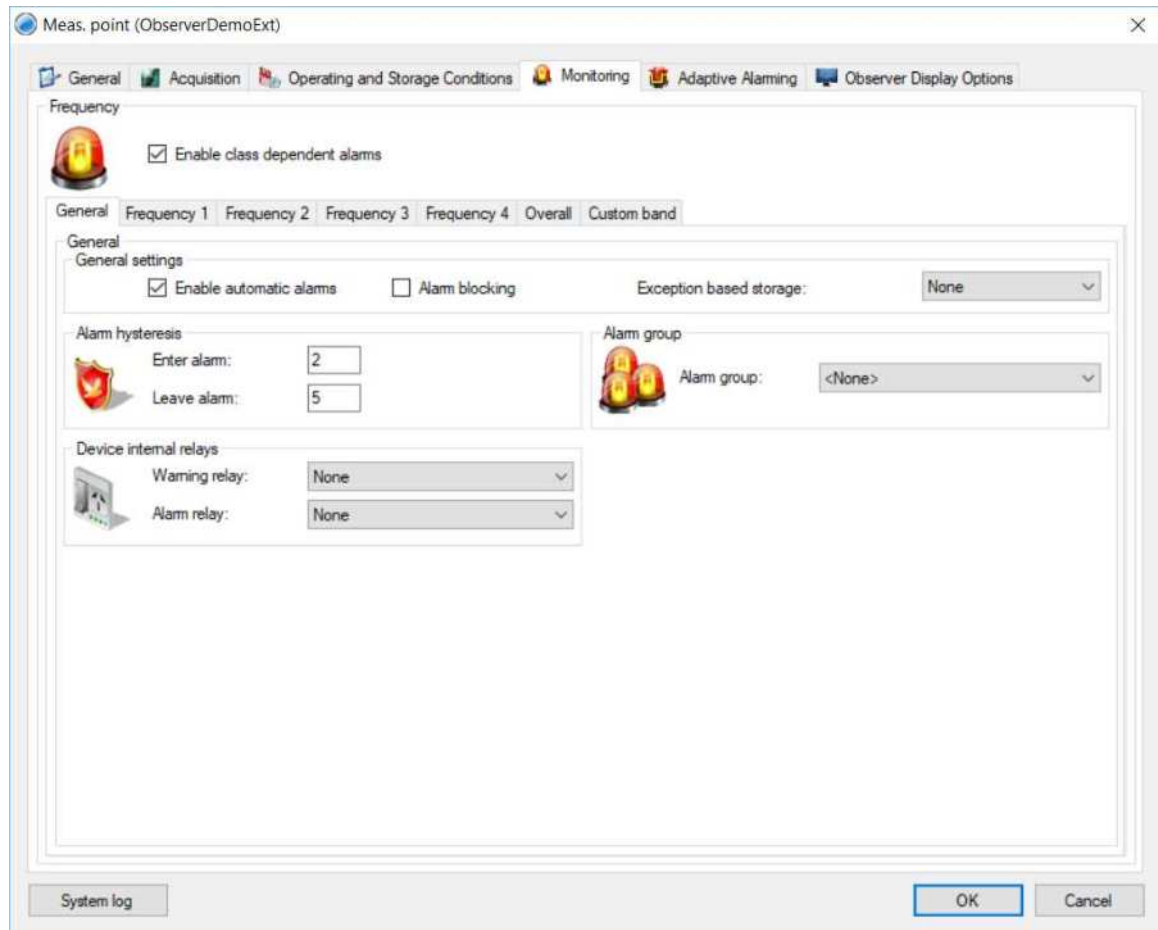 Meas. point (ObserverDemoExt)
General Acquisition Operating and Storage Conditions Monitoring Adaptive Alarming Observer Display Options
Frequency
Enable class dependent alarms
General Frequency 1 Frequency 2 Frequency 3 Frequency 4 Overall Custom band
General
General settings
Enable automatic alarms Alarm blocking Exception based storage: None
Alarm hysteresis
Enter alarm: 2
Leave alarm: 5
Alarm group
Alarm group: <None>
Device internal relays
Warning relay: None
Alarm relay: None
System log OK Cancel